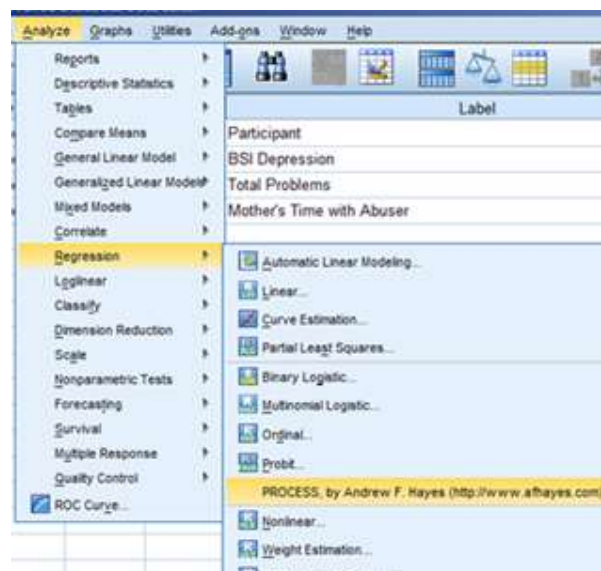 Analyze Graphs Utilities Add-ons Window Help
Reports
Descriptive Statistics
Tables
Compare Means
General Linear Model
Generalized Linear Models
Mixed Models
Correlate
Regression
Loglinear
Classify
Dimension Reduction
Scale
Nonparametric Tests
Forecasting
Survival
Multiple Response
Quality Control
ROC Curve...
Label
Participant
BSI Depression
Total Problems
Mother's Time with Abuser
Automatic Linear Modeling...
Linear...
Curve Estimation...
Partial Least Squares...
Binary Logistic...
Multinomial Logistic...
Ordinal...
Probit...
PROCESS, by Andrew F. Hayes (http://www.afhayes.com)
Nonlinear...
Weight Estimation...